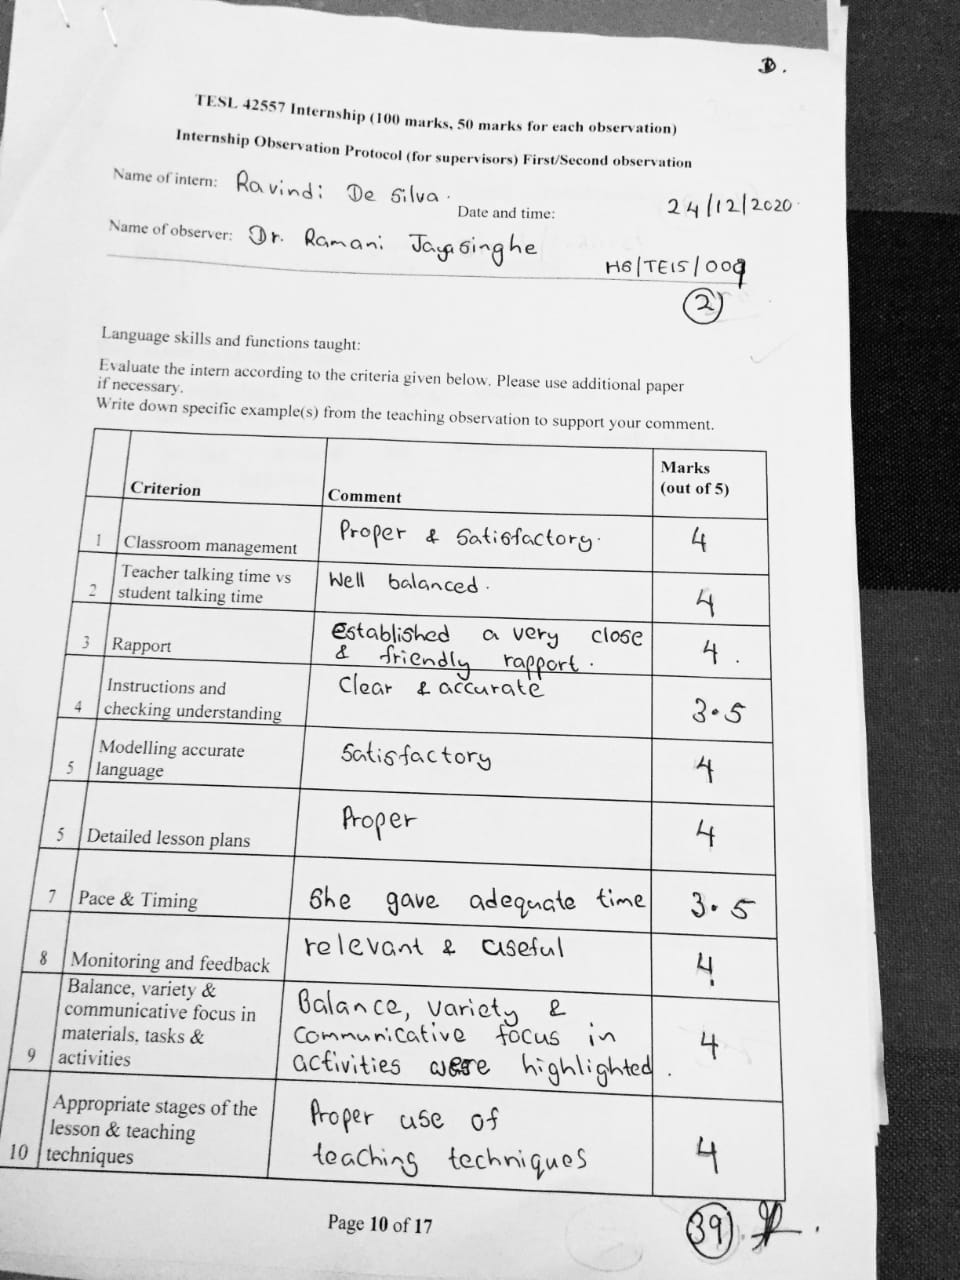 D.
TESL 42557 Internship (100 marks, 50 marks for each observation)
Internship Observation Protocol (for supervisors) First/Second observation
Name of intern: Ravindi De Silva.
Date and time: 24/12/2020
Name of observer: Dr. Ramani Jayasinghe
HS/TE15/009
2
Language skills and functions taught:
Evaluate the intern according to the criteria given below. Please use additional paper
if necessary.
Write down specific example(s) from the teaching observation to support your comment.
Criterion Comment Marks
(out of 5)
1 Classroom management Proper & Satisfactory. 4
Teacher talking time vs Well balanced.
2 student talking time 4
3 Rapport Established a very close
& friendly rapport. 4.
Instructions and Clear & accurate
4 checking understanding 3.5
Modelling accurate Satisfactory
5 language 4
5 Detailed lesson plans Proper 4
7 Pace & Timing She gave adequate time 3.5
8 Monitoring and feedback relevant & useful 4
Balance, variety & Balance, variety &
communicative focus in communicative focus in
materials, tasks & activities were highlighted.
9 activities 4
Appropriate stages of the Proper use of
lesson & teaching teaching techniques
10 techniques 4
Page 10 of 17
39